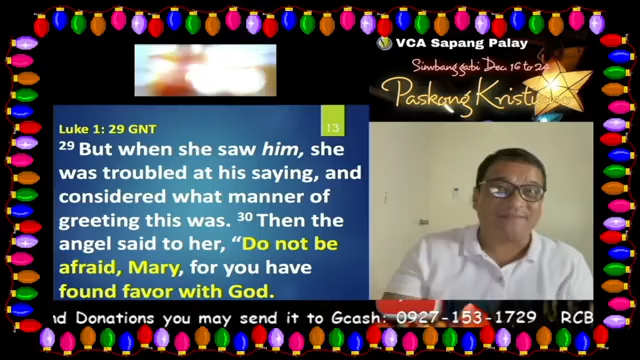 VCA Sapang Palay
Simbanggabi Dec. 16 to 24
Paskong Kristi
Luke 1: 29 GNT
13
29 But when she saw him, she
was troubled at his saying, and
considered what manner of
greeting this was. 30 Then the
angel said to her, “Do not be
afraid, Mary, for you have
found favor with God.
nd Donations you may send it to Gcash: 0927-153-1729 RCB